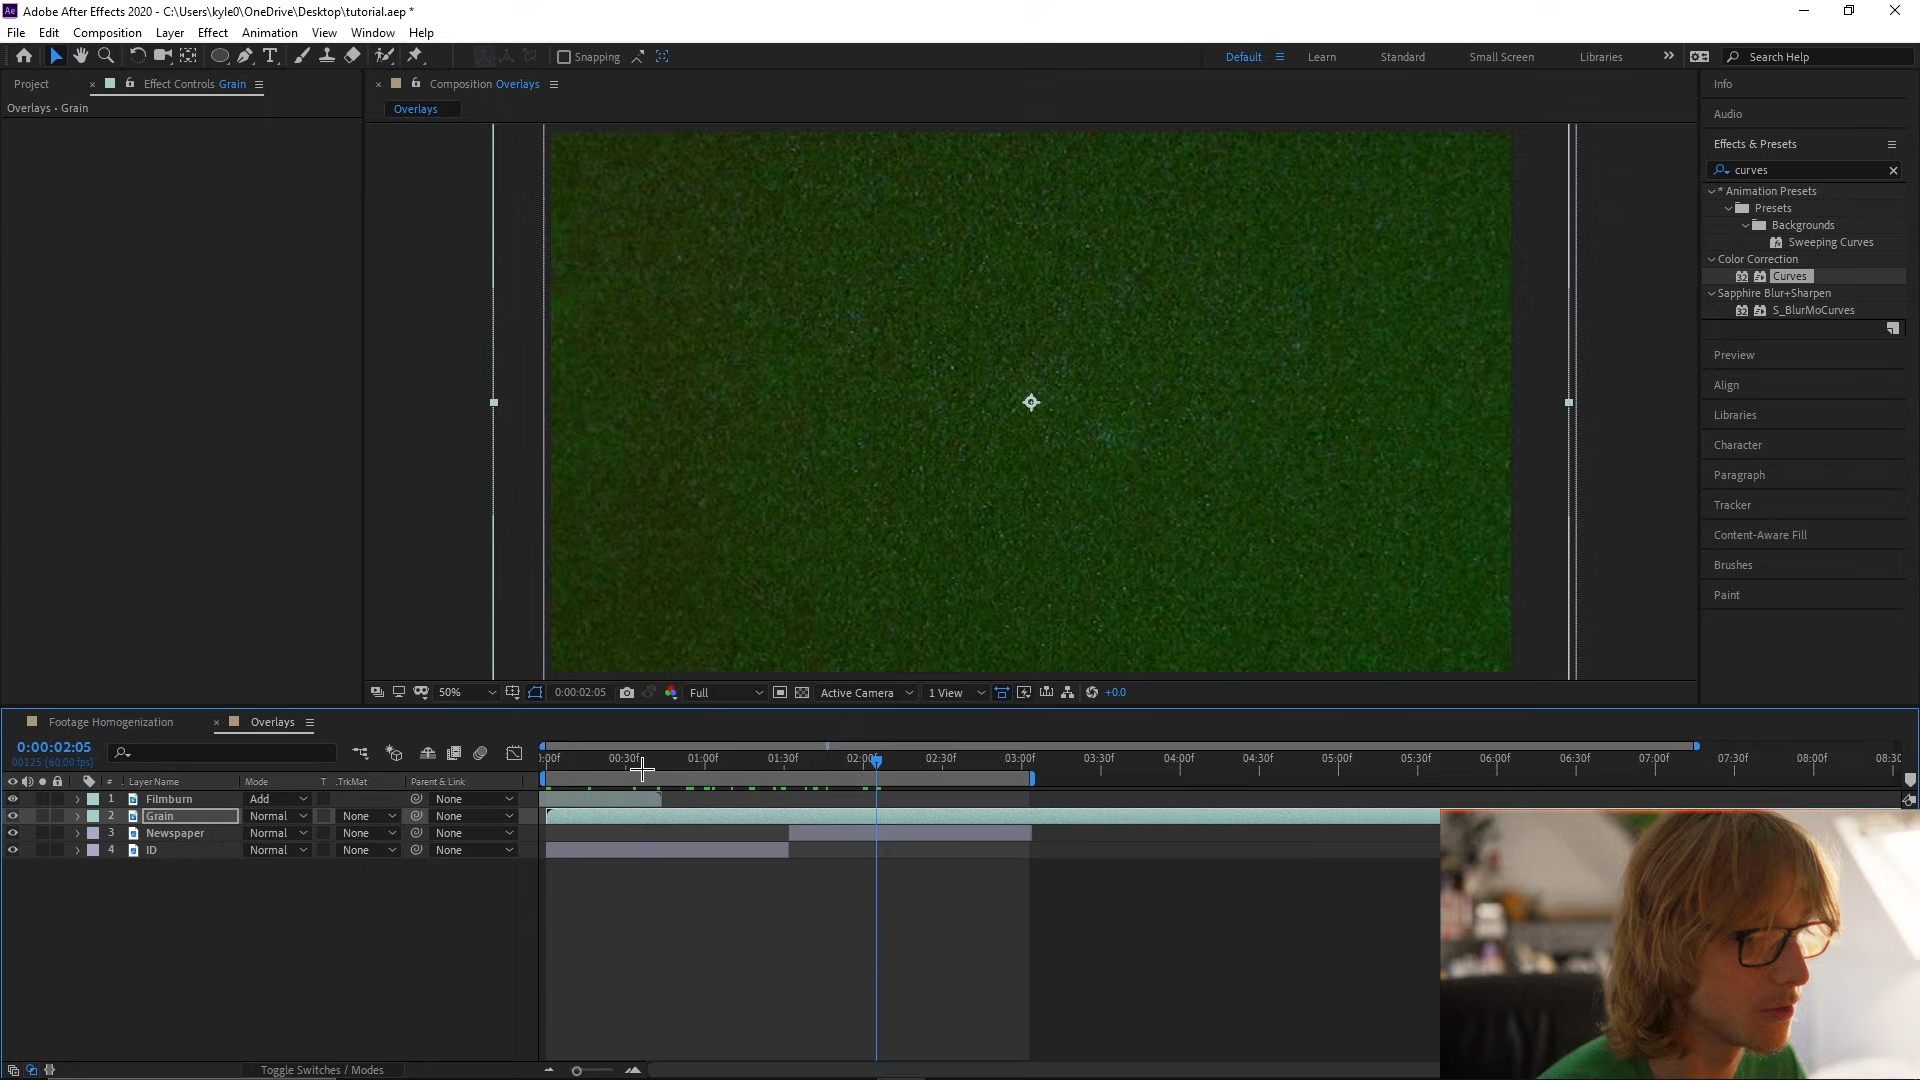 Ae Adobe After Effects 2020 - C:\Users\kyle0\OneDrive\Desktop\tutorial.aep *
File Edit Composition Layer Effect Animation View Window Help
Snapping Default Learn Standard Small Screen Libraries Search Help
Project Effect Controls Grain
Overlays • Grain
Composition Overlays
Overlays
Info
Audio
Effects & Presets
curves
* Animation Presets
Presets
Backgrounds
Sweeping Curves
Color Correction
32 Curves
Sapphire Blur+Sharpen
32 S_BlurMoCurves
Preview
Align
Libraries
Character
Paragraph
Tracker
Content-Aware Fill
Brushes
Paint
50% 0:00:02:05 Full Active Camera 1 View +0.0
Footage Homogenization Overlays
0:00:02:05
00125 (60.00 fps)
):00f 00:30f 01:00f 01:30f 02:00f 02:30f 03:00f 03:30f 04:00f 04:30f 05:00f 05:30f 06:00f 06:30f 07:00f 07:30f 08:00f 08:30
# Layer Name Mode T .TrkMat Parent & Link
1 Filmburn Add None
2 Grain Normal None None
3 Newspaper Normal None None
4 ID Normal None None
Toggle Switches / Modes